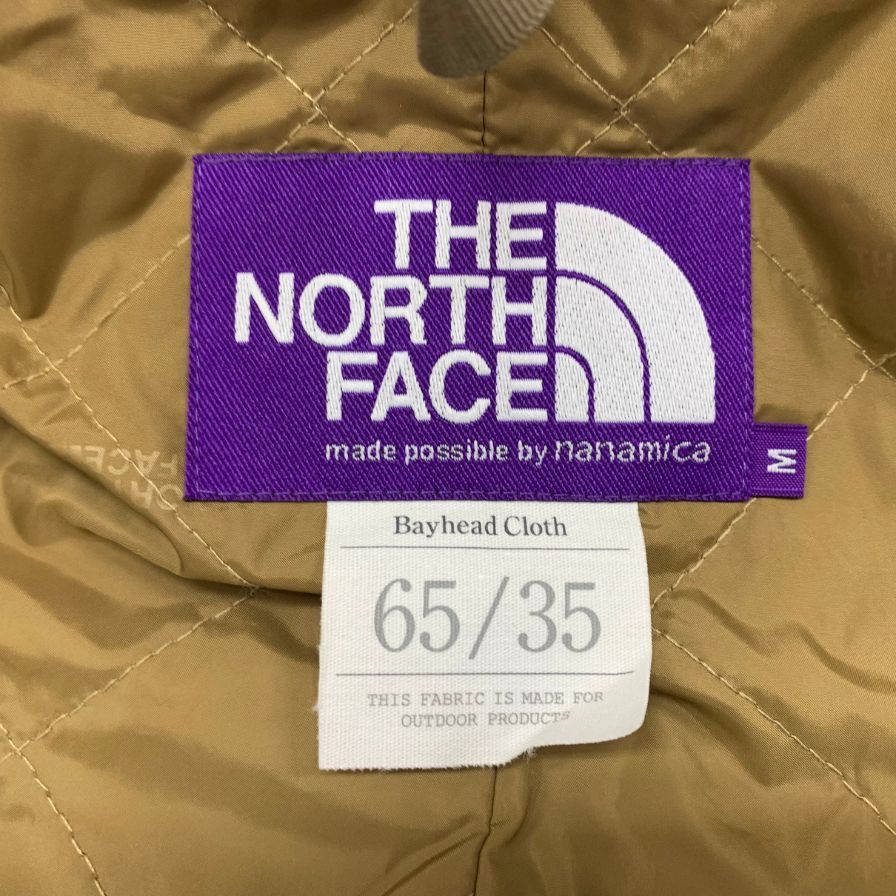 THE
NORTH
FACE
made possible by nanamica
M
Bayhead Cloth
65/35
THIS FABRIC IS MADE FOR
OUTDOOR PRODUCTS